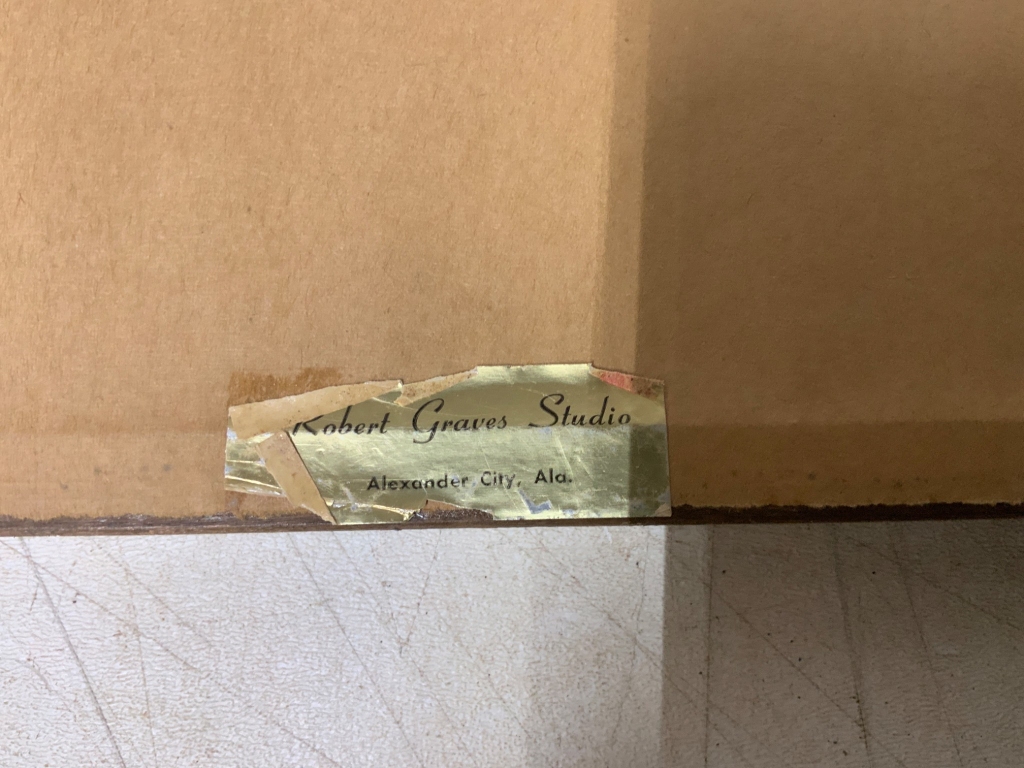 Robert Graves Studio
Alexander City, Ala.